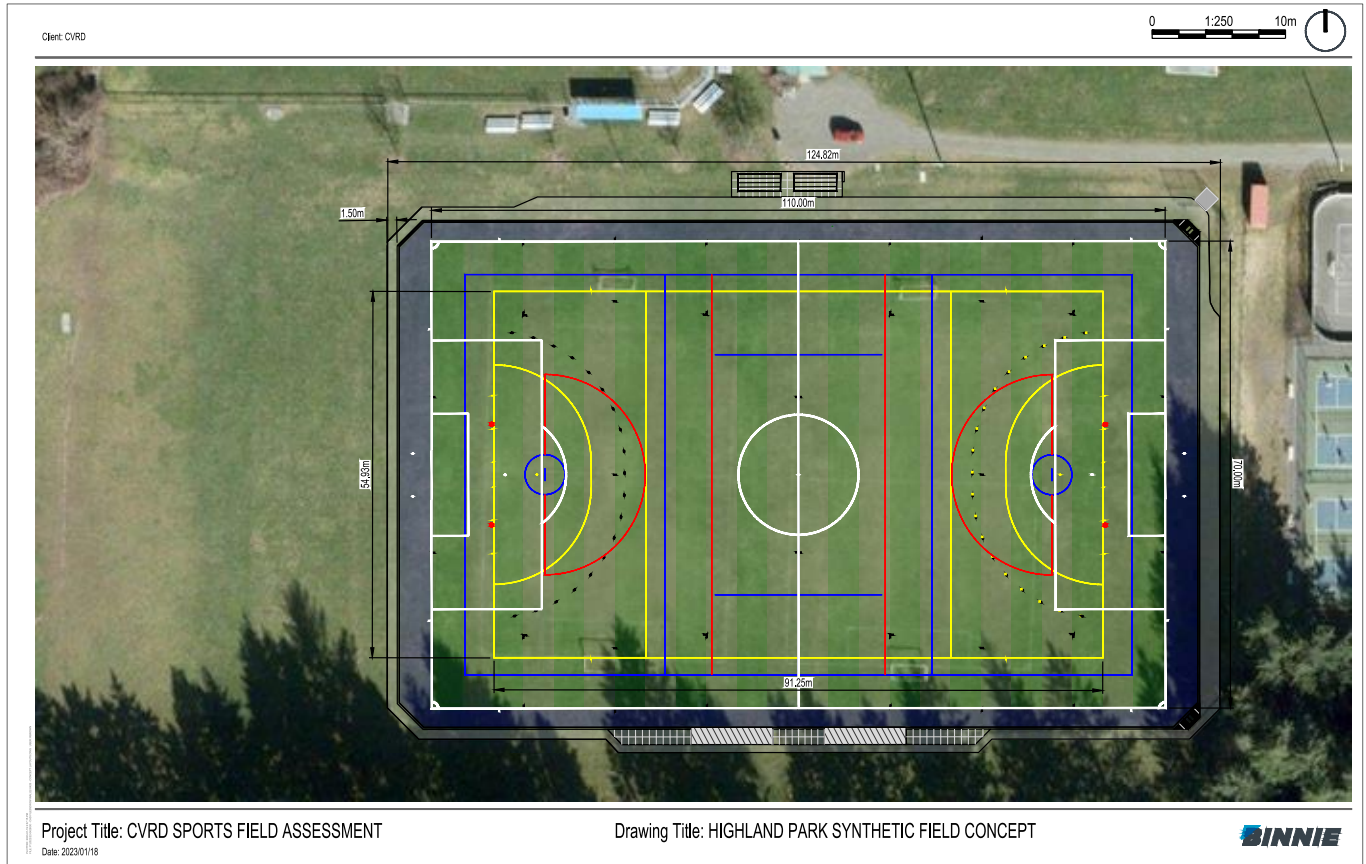 Client: CVRD
0 1:250 10m
124.82m
110.00m
1.50m
54.93m
70.00m
91.25m
Project Title: CVRD SPORTS FIELD ASSESSMENT
Drawing Title: HIGHLAND PARK SYNTHETIC FIELD CONCEPT
BINNIE
Date: 2023/01/18